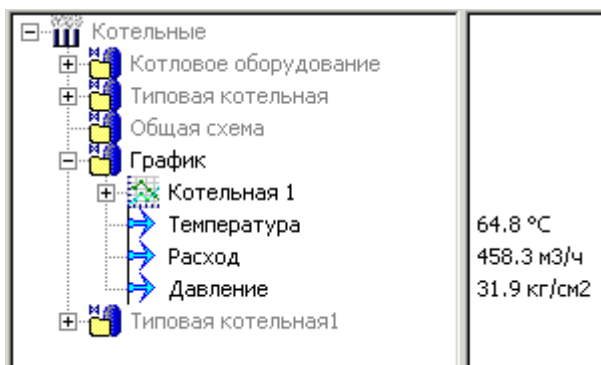 Котельные
Котловое оборудование
Типовая котельная
Общая схема
График
Котельная 1
Температура 64.8 °C
Расход 458.3 м3/ч
Давление 31.9 кг/см2
Типовая котельная1